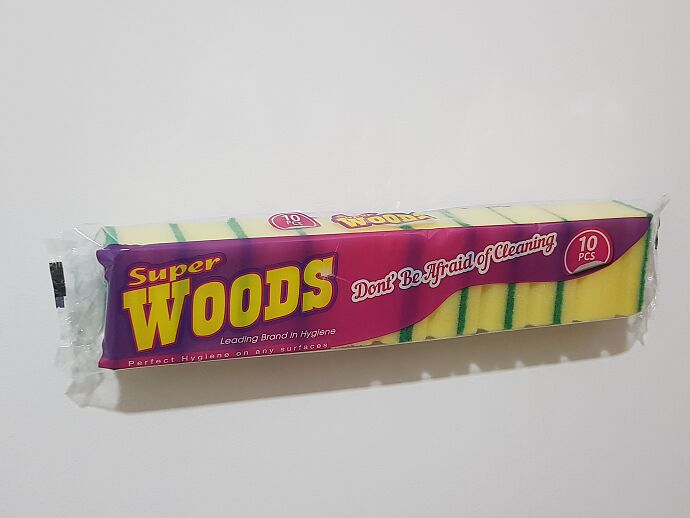 10
PCS
WOODS
Super
WOODS
Leading Brand In Hygiene
Perfect Hygiene on any surfaces
Dont' Be Afraid of Cleaning
10
PCS